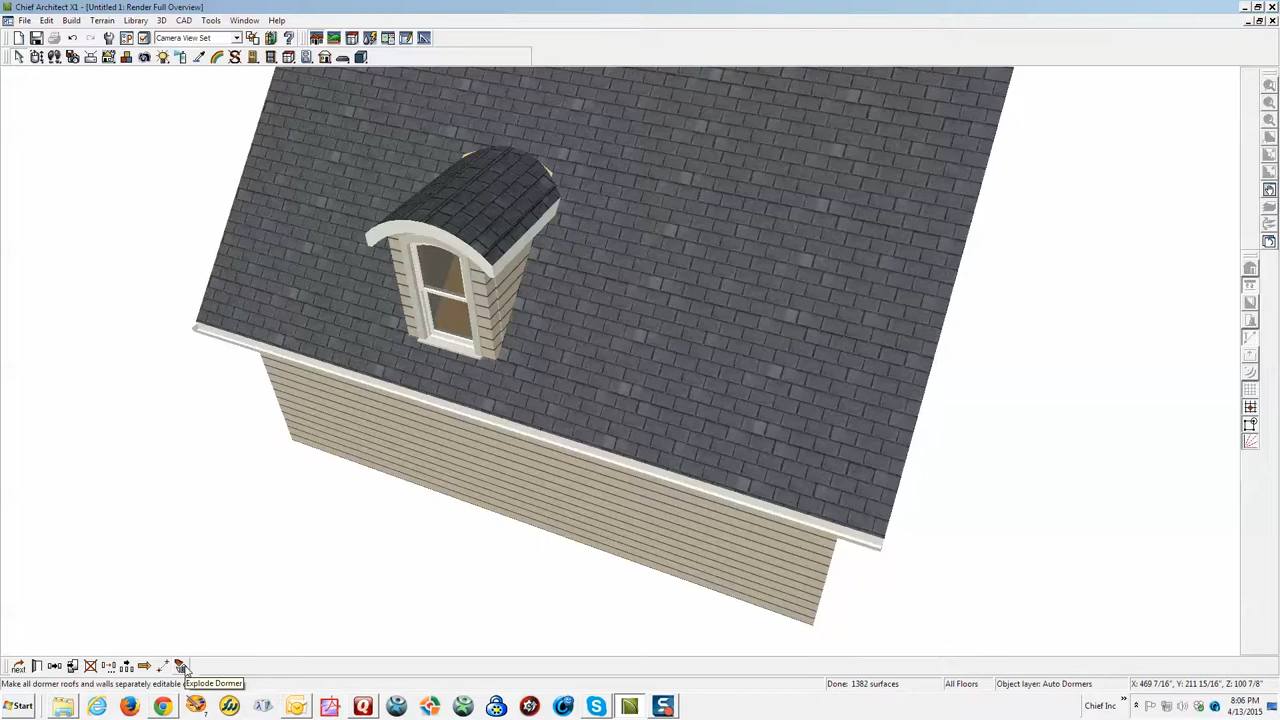 Chief Architect X1 - [Untitled 1: Render Full Overview]
File Edit Build Terrain Library 3D CAD Tools Window Help
Camera View Set
next
Explode Dormer
Make all dormer roofs and walls separately editable
Done: 1382 surfaces
All Floors
Object layer: Auto Dormers
X: 469 7/16", Y: 211 15/16", Z: 100 7/8"
Start
Chief Inc
8:06 PM
4/13/2015